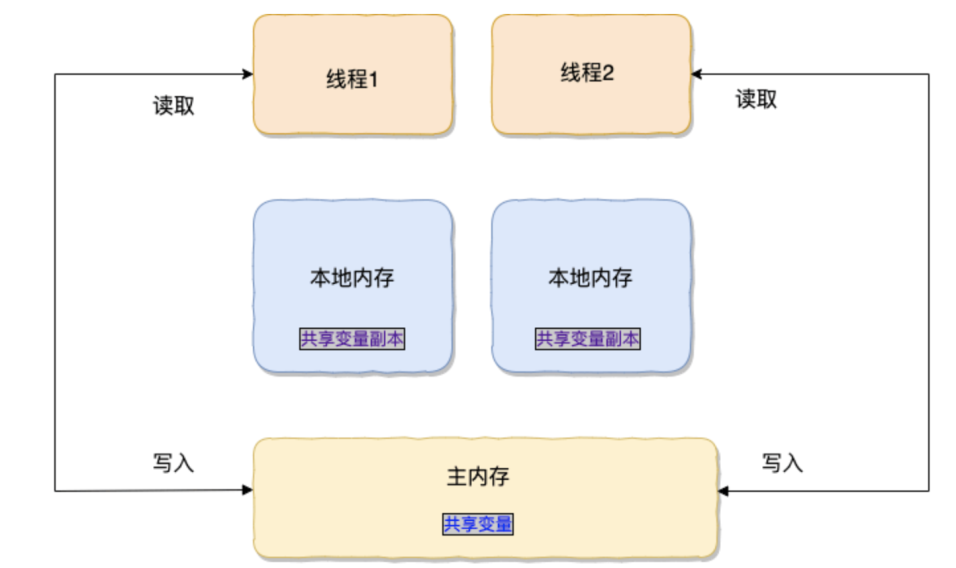 线程1
线程2
读取
读取
本地内存
本地内存
共享变量副本
共享变量副本
写入
主内存
写入
共享变量